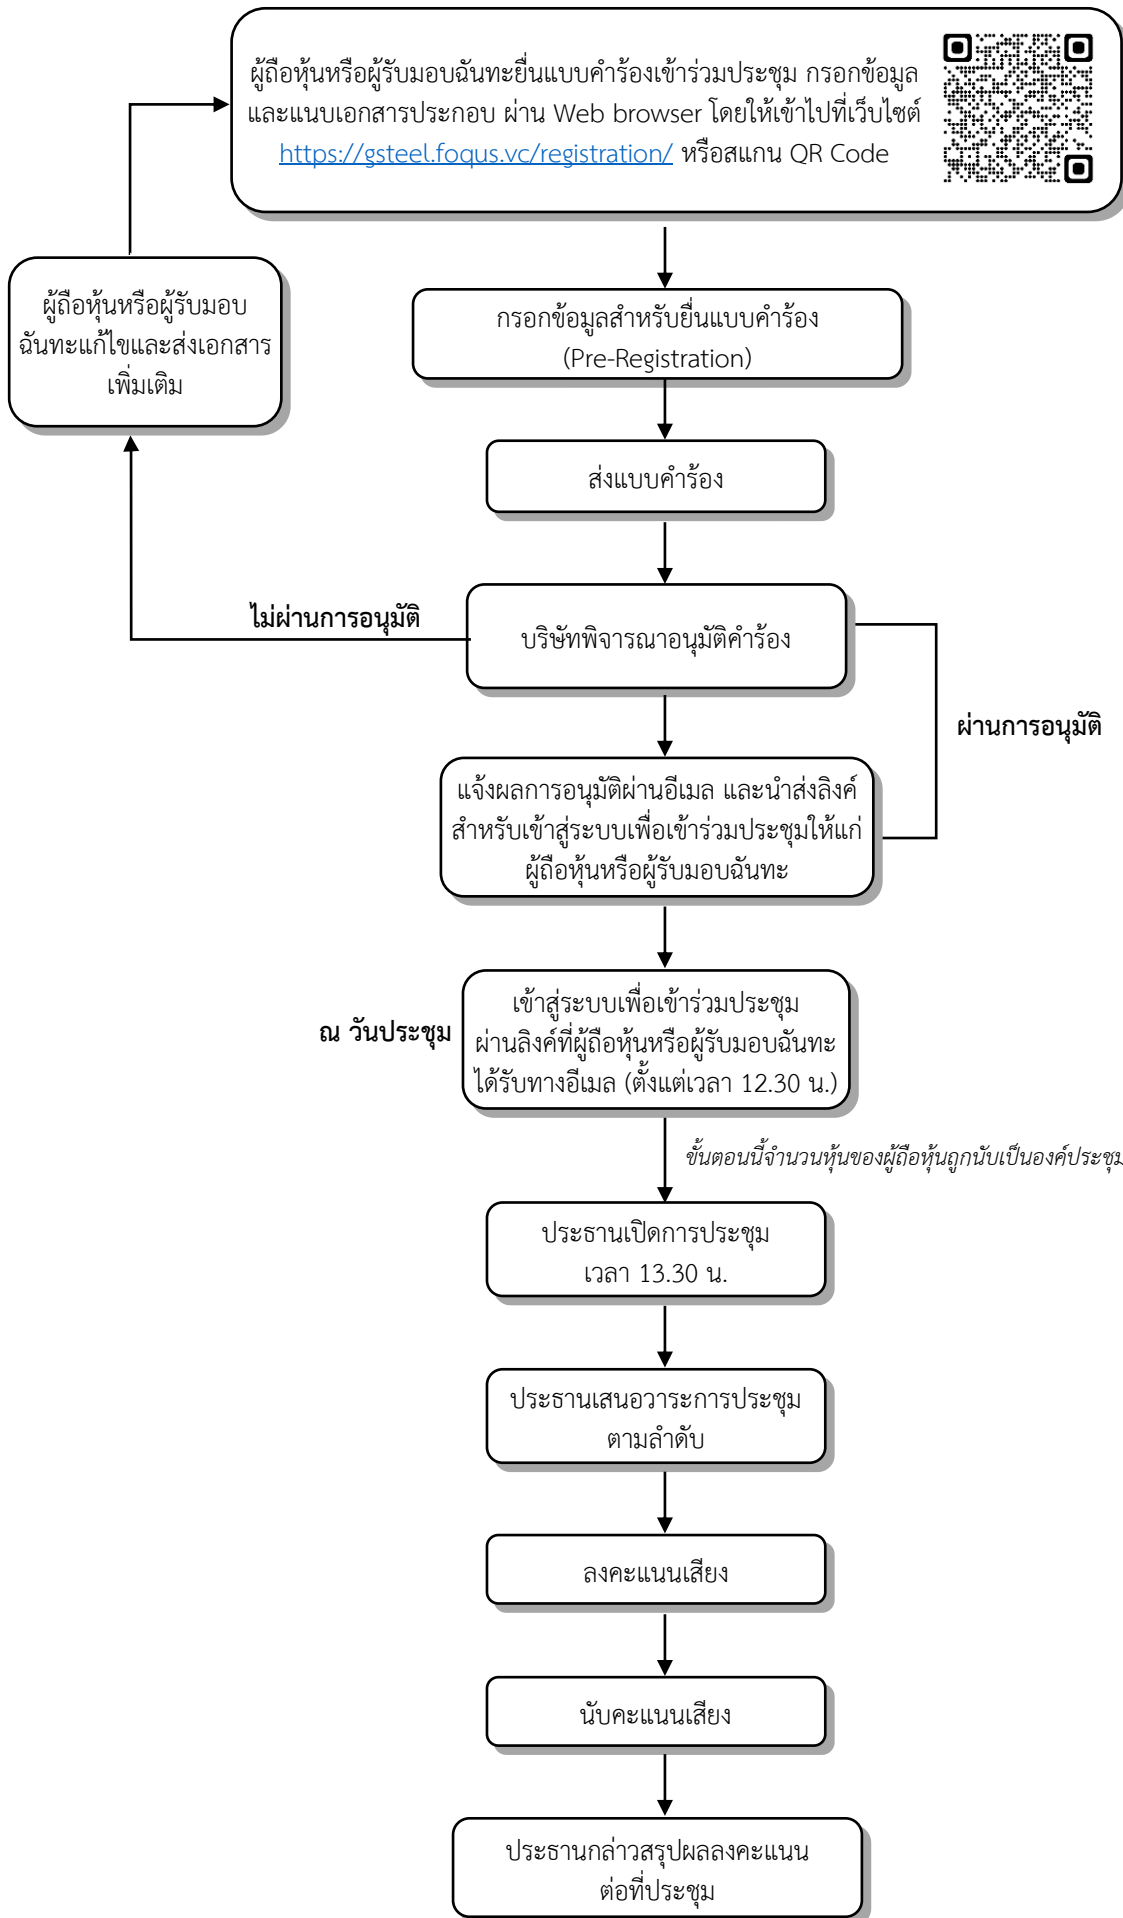 ผู้ถือหุ้นหรือผู้รับมอบฉันทะยื่นแบบคำร้องเข้าร่วมประชุม กรอกข้อมูล
และแนบเอกสารประกอบ ผ่าน Web browser โดยให้เข้าไปที่เว็บไซต์
https://gsteel.foqus.vc/registration/ หรือสแกน QR Code
ผู้ถือหุ้นหรือผู้รับมอบ
ฉันทะแก้ไขและส่งเอกสาร
เพิ่มเติม
กรอกข้อมูลสำหรับยื่นแบบคำร้อง
(Pre-Registration)
ส่งแบบคำร้อง
ไม่ผ่านการอนุมัติ
บริษัทพิจารณาอนุมัติคำร้อง
ผ่านการอนุมัติ
แจ้งผลการอนุมัติผ่านอีเมล และนำส่งลิงค์
สำหรับเข้าสู่ระบบเพื่อเข้าร่วมประชุมให้แก่
ผู้ถือหุ้นหรือผู้รับมอบฉันทะ
ณ วันประชุม
เข้าสู่ระบบเพื่อเข้าร่วมประชุม
ผ่านลิงค์ที่ผู้ถือหุ้นหรือผู้รับมอบฉันทะ
ได้รับทางอีเมล (ตั้งแต่เวลา 12.30 น.)
ขั้นตอนนี้จำนวนหุ้นของผู้ถือหุ้นถูกนับเป็นองค์ประชุม
ประธานเปิดการประชุม
เวลา 13.30 น.
ประธานเสนอวาระการประชุม
ตามลำดับ
ลงคะแนนเสียง
นับคะแนนเสียง
ประธานกล่าวสรุปผลลงคะแนน
ต่อที่ประชุม